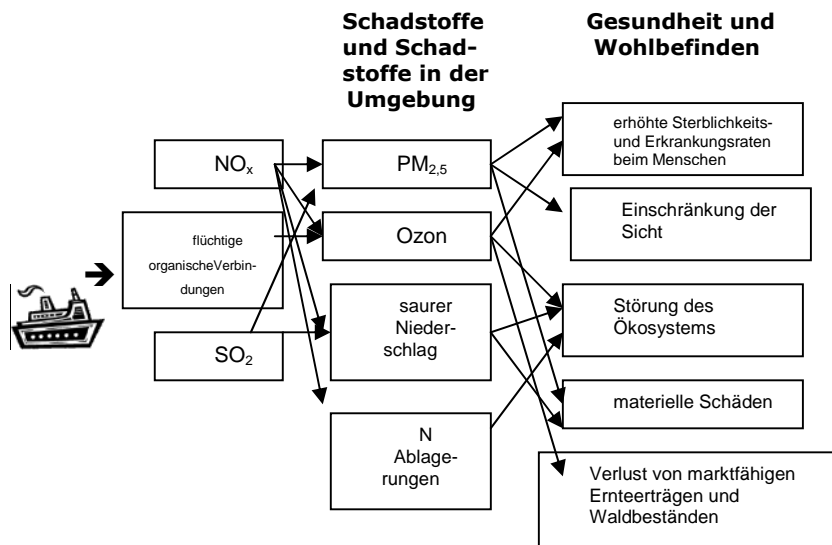 Schadstoffe
und Schad-
stoffe in der
Umgebung
Gesundheit und
Wohlbefinden
NOₓ
flüchtige
organischeVerbin-
dungen
SO₂
PM₂,₅
Ozon
saurer
Nieder-
schlag
N
Ablage-
rungen
erhöhte Sterblichkeits-
und Erkrankungsraten
beim Menschen
Einschränkung der
Sicht
Störung des
Ökosystems
materielle Schäden
Verlust von marktfähigen
Ernteerträgen und
Waldbeständen